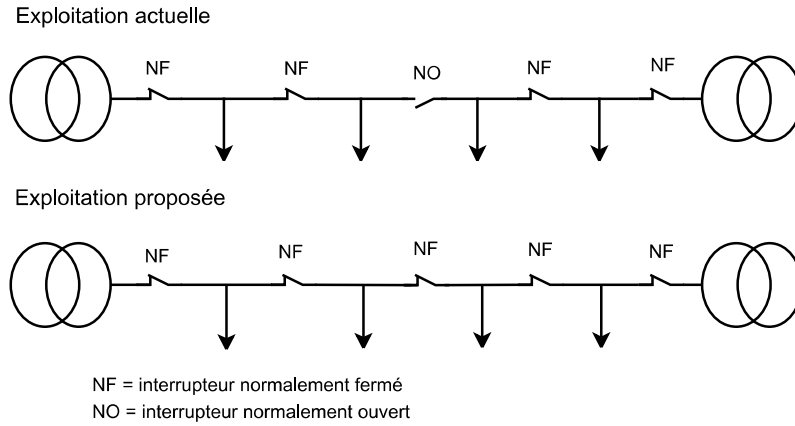 Exploitation actuelle
NF NF NO NF NF
Exploitation proposée
NF NF NF NF NF
NF = interrupteur normalement fermé
NO = interrupteur normalement ouvert